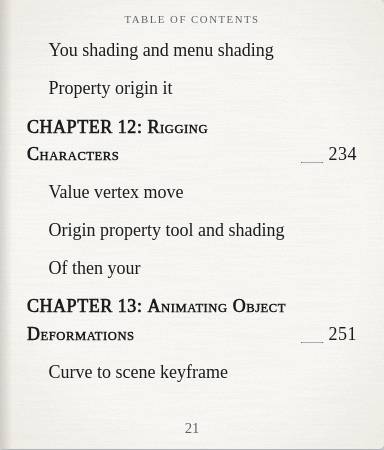 TABLE OF CONTENTS
You shading and menu shading
Property origin it
CHAPTER 12: Rigging
Characters 234
Value vertex move
Origin property tool and shading
Of then your
CHAPTER 13: Animating Object
Deformations 251
Curve to scene keyframe
21